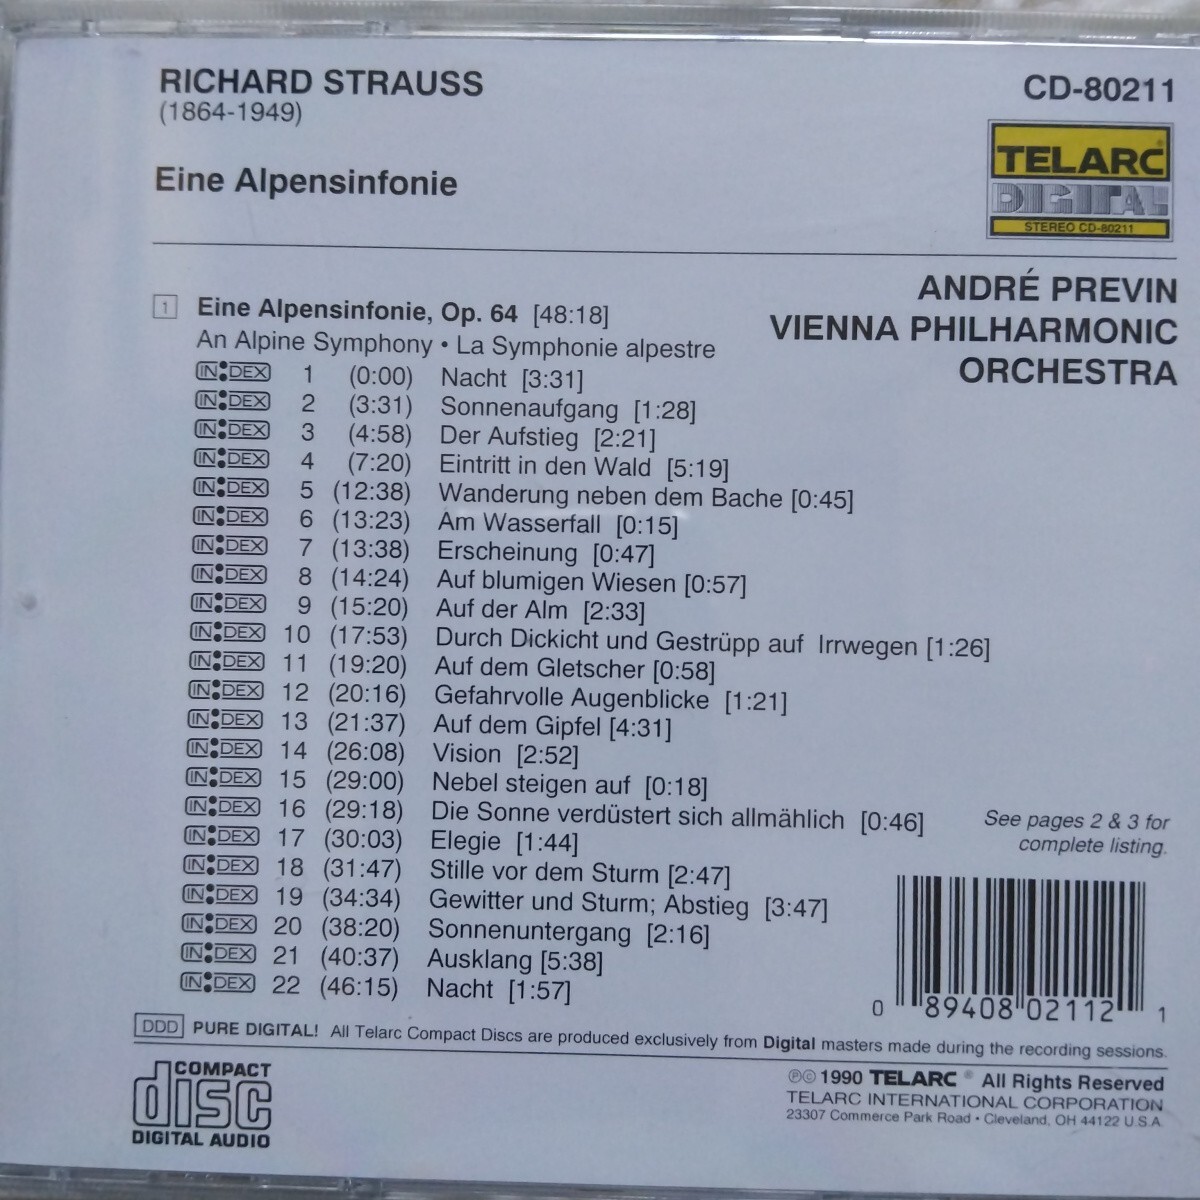 RICHARD STRAUSS
(1864-1949)
Eine Alpensinfonie
CD-80211
TELARC®
DIGITAL
STEREO CD-80211
ANDRÉ PREVIN
VIENNA PHILHARMONIC
ORCHESTRA
1 Eine Alpensinfonie, Op. 64 [48:18]
An Alpine Symphony • La Symphonie alpestre
INDEX 1 (0:00) Nacht [3:31]
INDEX 2 (3:31) Sonnenaufgang [1:28]
INDEX 3 (4:58) Der Aufstieg [2:21]
INDEX 4 (7:20) Eintritt in den Wald [5:19]
INDEX 5 (12:38) Wanderung neben dem Bache [0:45]
INDEX 6 (13:23) Am Wasserfall [0:15]
INDEX 7 (13:38) Erscheinung [0:47]
INDEX 8 (14:24) Auf blumigen Wiesen [0:57]
INDEX 9 (15:20) Auf der Alm [2:33]
INDEX 10 (17:53) Durch Dickicht und Gestrüpp auf Irrwegen [1:26]
INDEX 11 (19:20) Auf dem Gletscher [0:58]
INDEX 12 (20:16) Gefahrvolle Augenblicke [1:21]
INDEX 13 (21:37) Auf dem Gipfel [4:31]
INDEX 14 (26:08) Vision [2:52]
INDEX 15 (29:00) Nebel steigen auf [0:18]
INDEX 16 (29:18) Die Sonne verdüstert sich allmählich [0:46]
INDEX 17 (30:03) Elegie [1:44]
INDEX 18 (31:47) Stille vor dem Sturm [2:47]
INDEX 19 (34:34) Gewitter und Sturm; Abstieg [3:47]
INDEX 20 (38:20) Sonnenuntergang [2:16]
INDEX 21 (40:37) Ausklang [5:38]
INDEX 22 (46:15) Nacht [1:57]
See pages 2 & 3 for
complete listing.
0 89408 02112 1
DDD PURE DIGITAL! All Telarc Compact Discs are produced exclusively from Digital masters made during the recording sessions.
COMPACT
disc
DIGITAL AUDIO
℗© 1990 TELARC® All Rights Reserved
TELARC INTERNATIONAL CORPORATION
23307 Commerce Park Road • Cleveland, OH 44122 U.S.A.